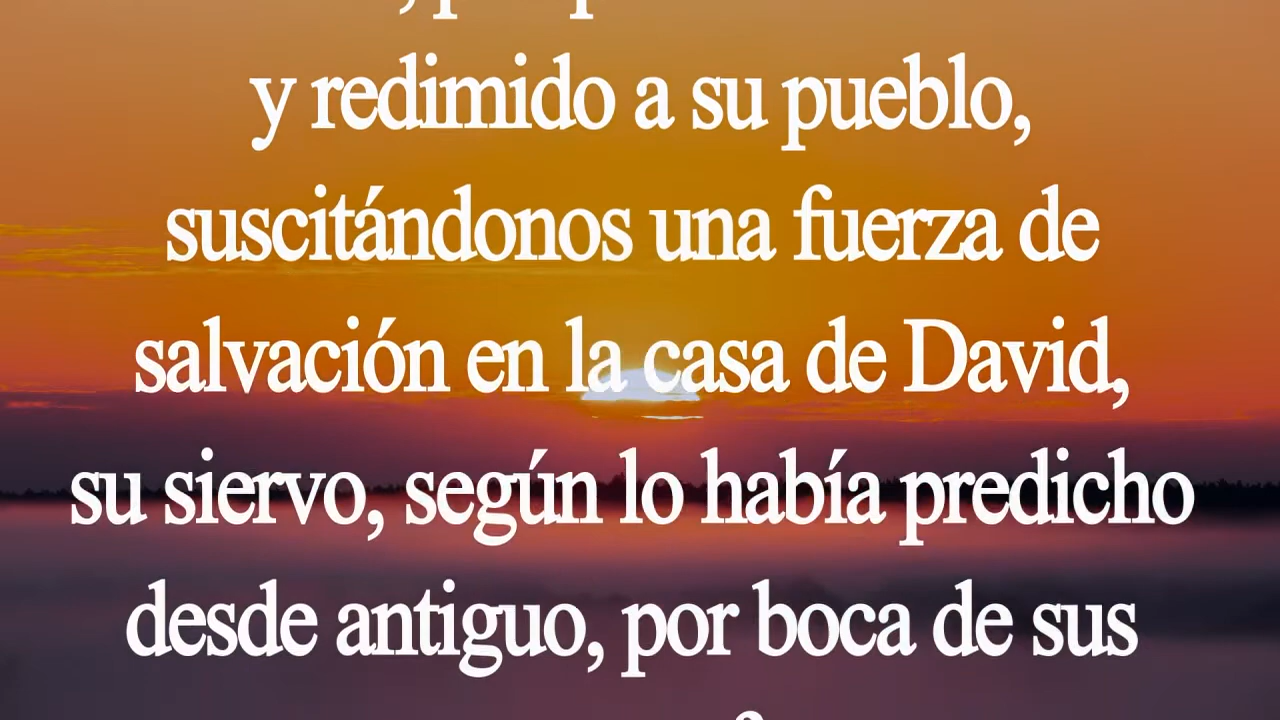 y redimido a su pueblo,
suscitándonos una fuerza de
salvación en la casa de David,
su siervo, según lo había predicho
desde antiguo, por boca de sus